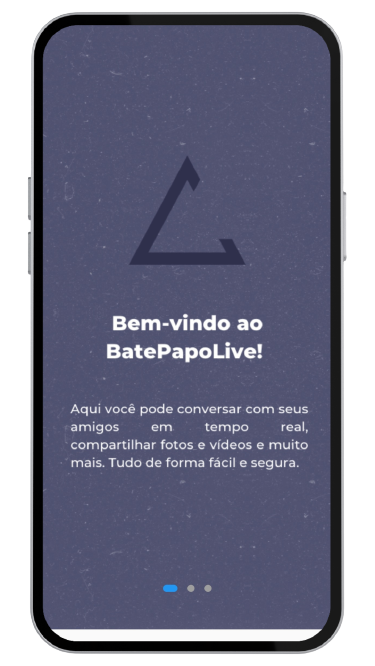 Bem-vindo ao
BatePapoLive!
Aqui você pode conversar com seus
amigos em tempo real,
compartilhar fotos e vídeos e muito
mais. Tudo de forma fácil e segura.